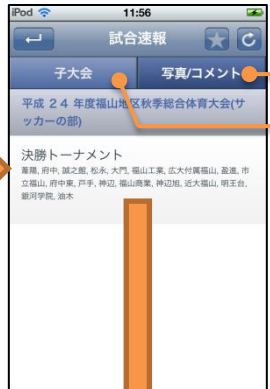 iPod 11:56
試合速報
子大会 写真/コメント
平成 24 年度福山地区秋季総合体育大会(サ
ッカーの部)
決勝トーナメント
葦陽, 府中, 誠之館, 松永, 大門, 福山工業, 広大付属福山, 盈進, 市
立福山, 府中東, 戸手, 神辺, 福山商業, 神辺旭, 近大福山, 明王台,
銀河学院, 油木